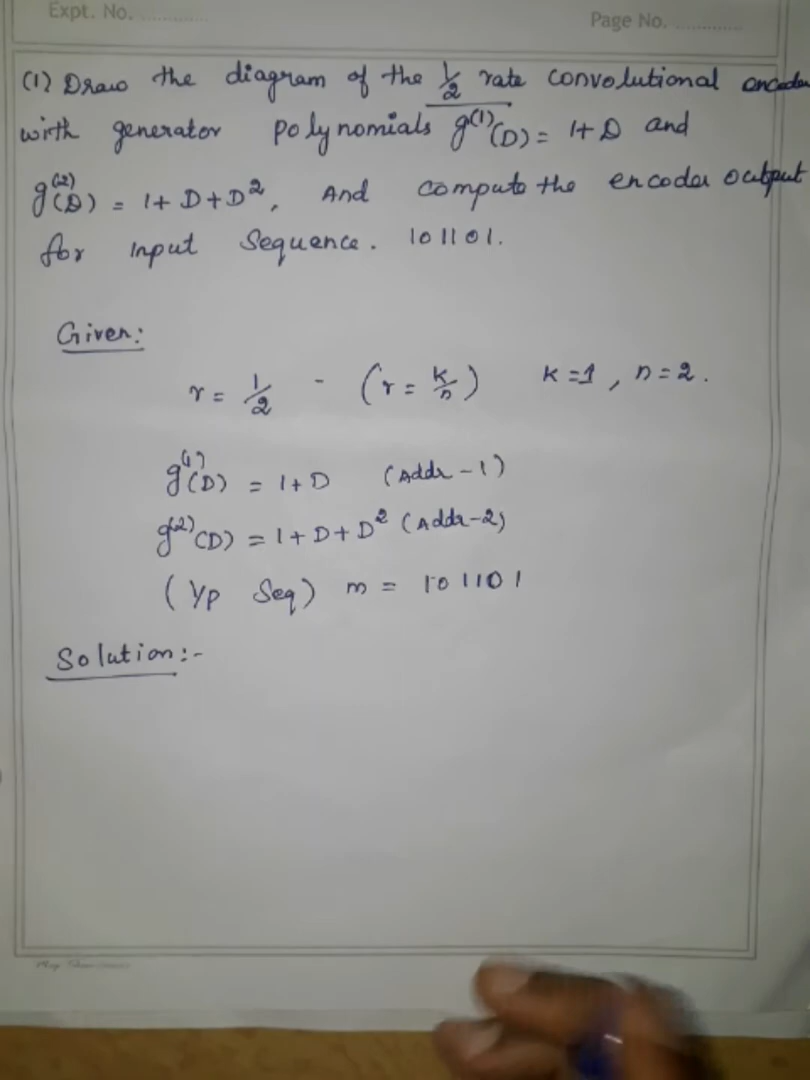 Expt. No. ............
Page No. ............
(1) Draw the diagram of the 1/2 rate convolutional encoder
with generator polynomials g⁽¹⁾(D) = 1+D and
g⁽²⁾(D) = 1+D+D², And compute the encoder output
for input sequence. 101101.
Given:
r = 1/2 - (r = k/n) k=1, n=2.
g⁽¹⁾(D) = 1+D (Addr-1)
g⁽²⁾(D) = 1+D+D² (Addr-2)
(I/p Seq) m = 101101
Solution:-